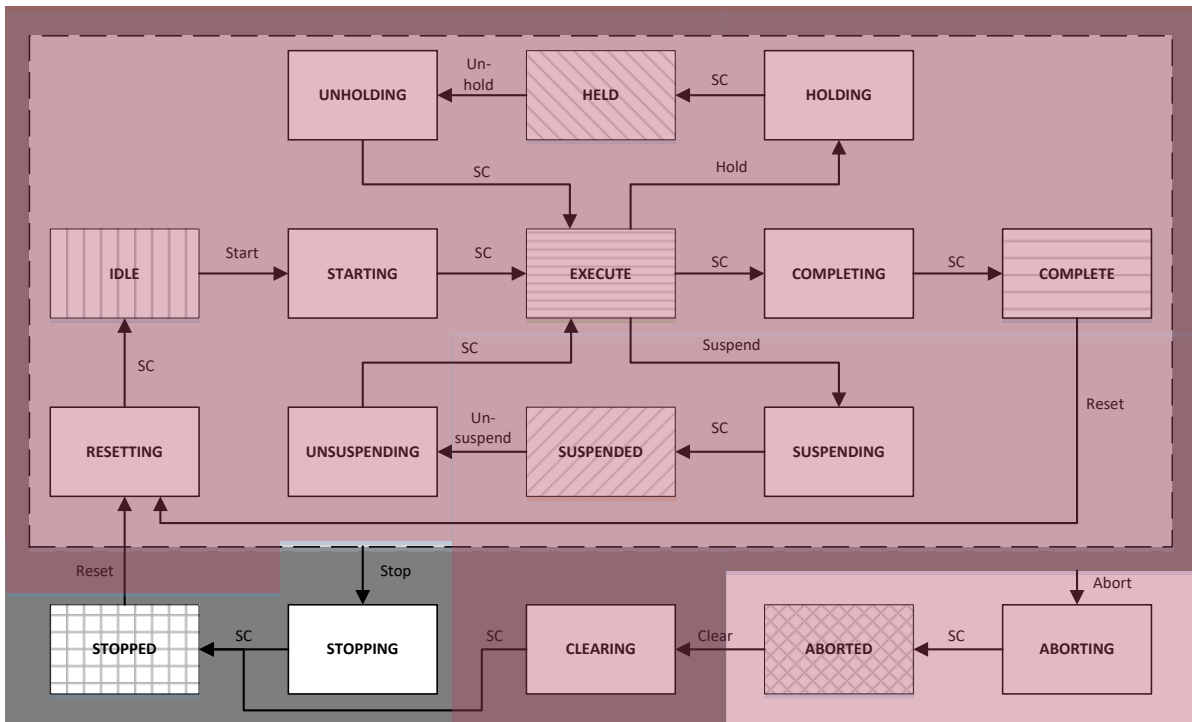 Un-
hold
SC
UNHOLDING
HELD
HOLDING
SC
Hold
Start
SC
SC
SC
IDLE
STARTING
EXECUTE
COMPLETING
COMPLETE
SC
SC
Suspend
Un-
suspend
SC
Reset
RESETTING
UNSUSPENDING
SUSPENDED
SUSPENDING
Reset
Stop
Abort
SC
SC
Clear
SC
STOPPED
STOPPING
CLEARING
ABORTED
ABORTING